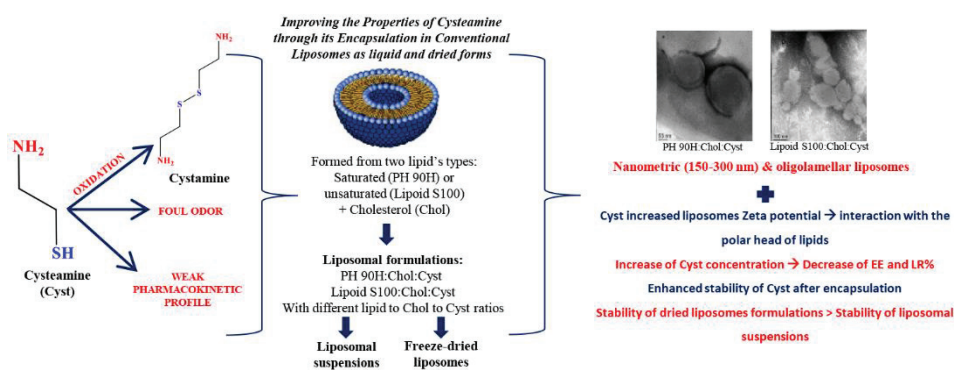 NH₂
S
S
NH₂
Cystamine
NH₂
OXIDATION
FOUL ODOR
SH
Cysteamine
(Cyst)
WEAK
PHARMACOKINETIC
PROFILE
Improving the Properties of Cysteamine
through its Encapsulation in Conventional
Liposomes as liquid and dried forms
Formed from two lipid's types:
Saturated (PH 90H) or
unsaturated (Lipoid S100)
+ Cholesterol (Chol)
Liposomal formulations:
PH 90H:Chol:Cyst
Lipoid S100:Chol:Cyst
With different lipid to Chol to Cyst ratios
Liposomal
suspensions
Freeze-dried
liposomes
PH 90H:Chol:Cyst
Lipoid S100:Chol:Cyst
Nanometric (150-300 nm) & oligolamellar liposomes
Cyst increased liposomes Zeta potential → interaction with the
polar head of lipids
Increase of Cyst concentration → Decrease of EE and LR%
Enhanced stability of Cyst after encapsulation
Stability of dried liposomes formulations > Stability of liposomal
suspensions